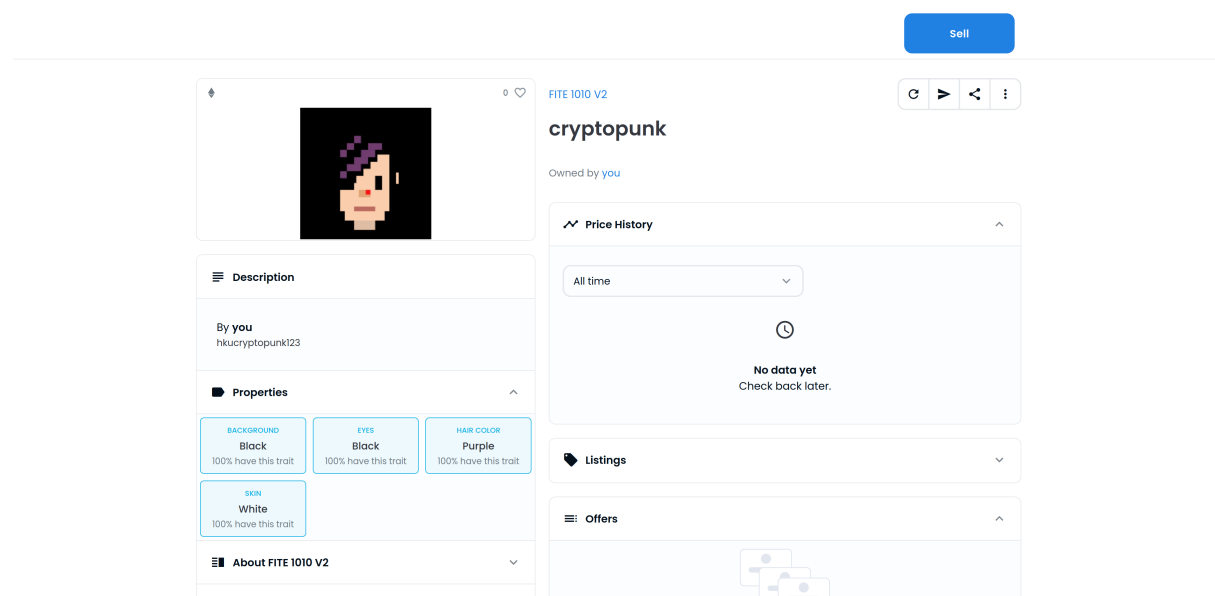 Sell
0
FITE 1010 V2
cryptopunk
Owned by you
Price History
All time
No data yet
Check back later.
Listings
Offers
Description
By you
hkucryptopunk123
Properties
BACKGROUND
Black
100% have this trait
EYES
Black
100% have this trait
HAIR COLOR
Purple
100% have this trait
SKIN
White
100% have this trait
About FITE 1010 V2